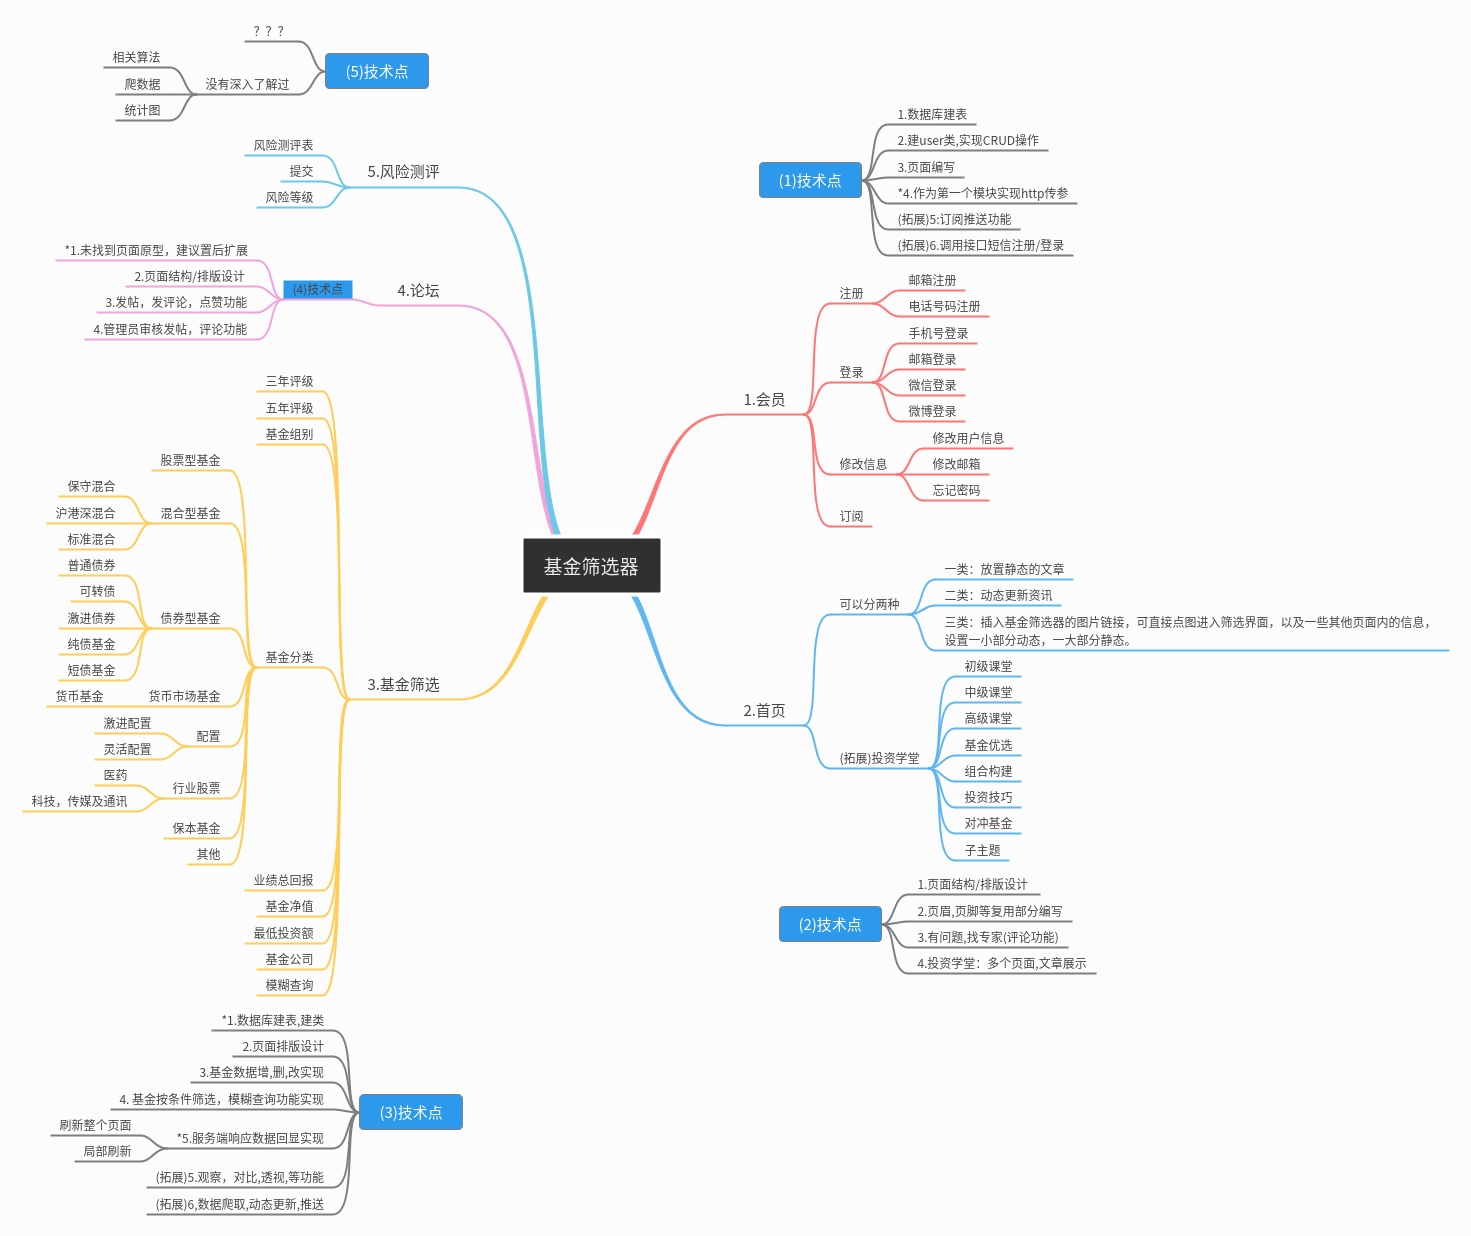 基金筛选器
1.会员
注册
邮箱注册
电话号码注册
登录
手机号登录
邮箱登录
微信登录
微博登录
修改信息
修改用户信息
修改邮箱
忘记密码
订阅
(1)技术点
1.数据库建表
2.建user类,实现CRUD操作
3.页面编写
*4.作为第一个模块实现http传参
(拓展)5:订阅推送功能
(拓展)6.调用接口短信注册/登录
2.首页
可以分两种
一类：放置静态的文章
二类：动态更新资讯
三类：插入基金筛选器的图片链接，可直接点图进入筛选界面，以及一些其他页面内的信息，
设置一小部分动态，一大部分静态。
(拓展)投资学堂
初级课堂
中级课堂
高级课堂
基金优选
组合构建
投资技巧
对冲基金
子主题
(2)技术点
1.页面结构/排版设计
2.页眉,页脚等复用部分编写
3.有问题,找专家(评论功能)
4.投资学堂：多个页面,文章展示
3.基金筛选
三年评级
五年评级
基金组别
基金分类
股票型基金
混合型基金
保守混合
沪港深混合
标准混合
债券型基金
普通债券
可转债
激进债券
纯债基金
短债基金
货币市场基金
货币基金
配置
激进配置
灵活配置
行业股票
医药
科技，传媒及通讯
保本基金
其他
业绩总回报
基金净值
最低投资额
基金公司
模糊查询
(3)技术点
*1.数据库建表,建类
2.页面排版设计
3.基金数据增,删,改实现
4. 基金按条件筛选，模糊查询功能实现
*5.服务端响应数据回显实现
刷新整个页面
局部刷新
(拓展)5.观察，对比,透视,等功能
(拓展)6,数据爬取,动态更新,推送
4.论坛
(4)技术点
*1.未找到页面原型，建议置后扩展
2.页面结构/排版设计
3.发帖，发评论，点赞功能
4.管理员审核发帖，评论功能
5.风险测评
风险测评表
提交
风险等级
(5)技术点
？？？
没有深入了解过
相关算法
爬数据
统计图